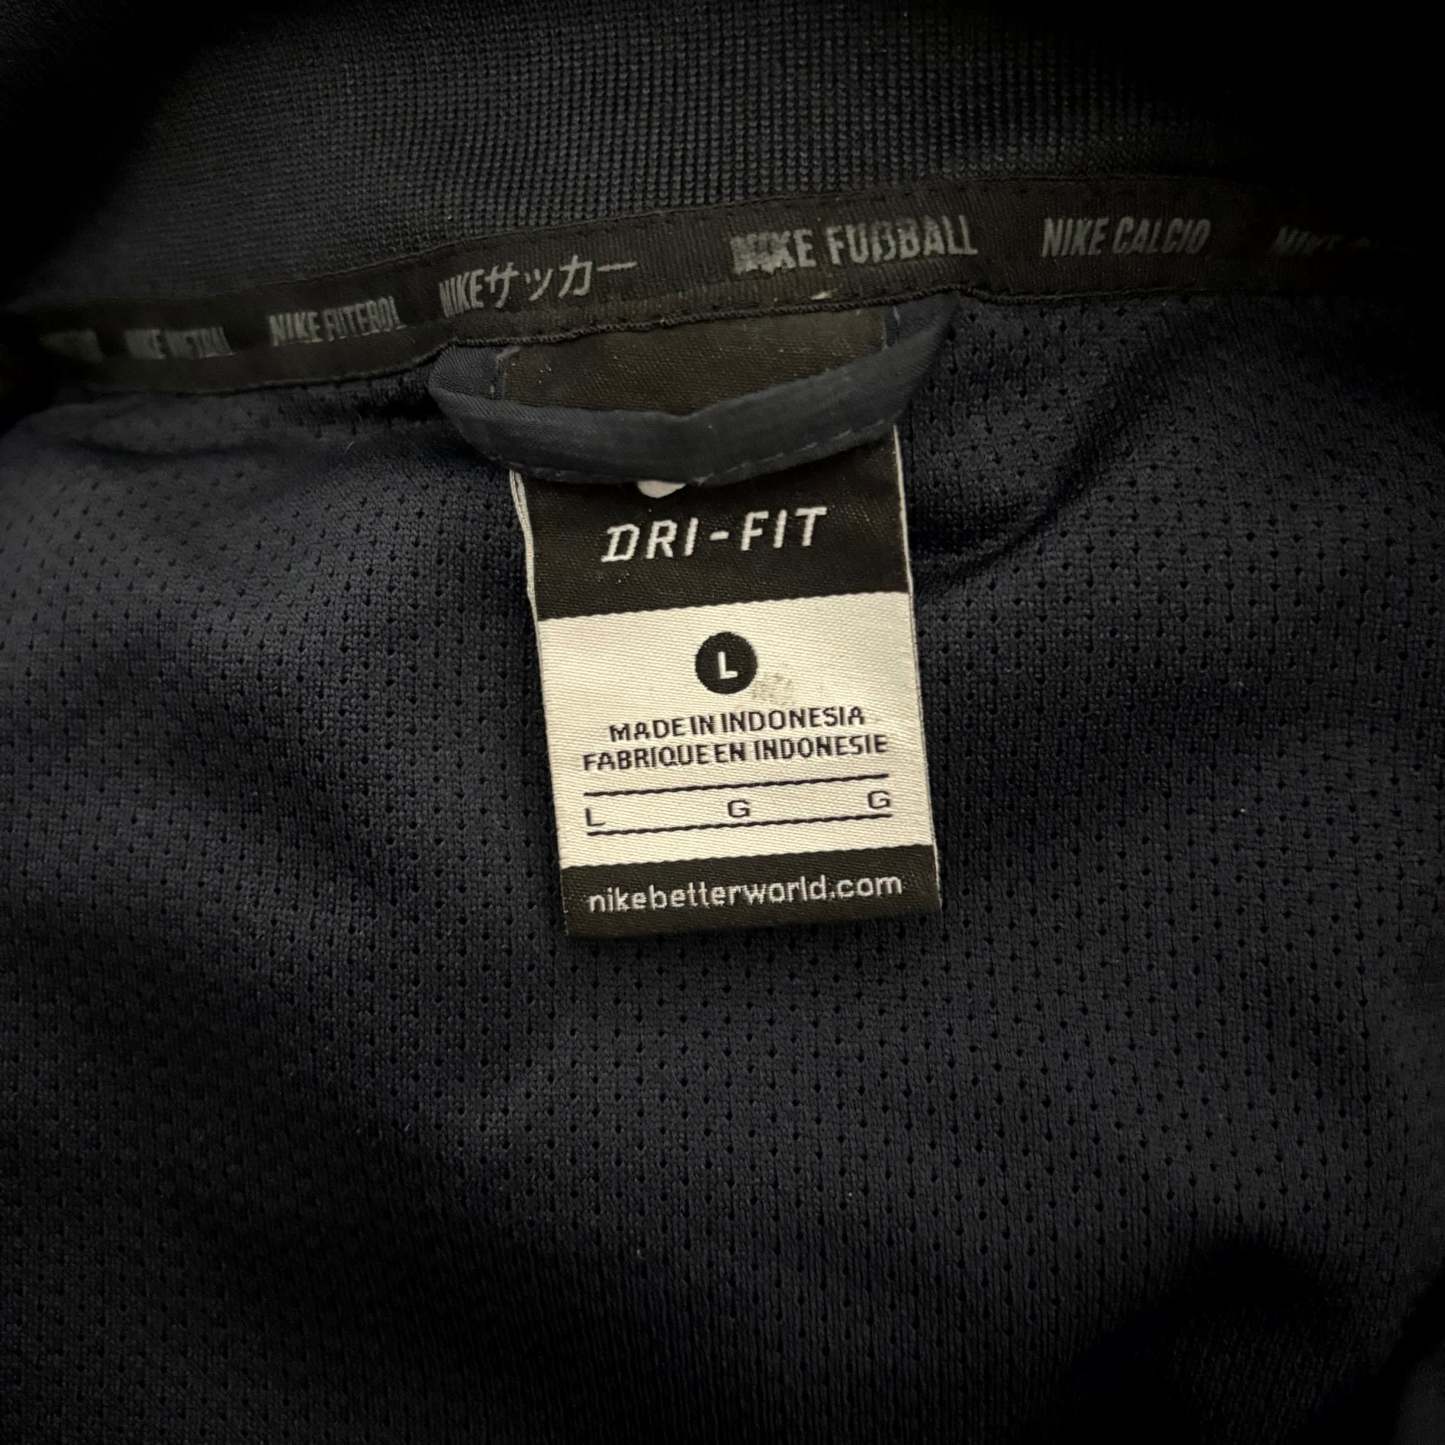 NIKE FUTEBOL
NIKEサッカー
NIKE FUßBALL
NIKE CALCIO
DRI-FIT
L
MADE IN INDONESIA
FABRIQUE EN INDONESIE
L G G
nikebetterworld.com